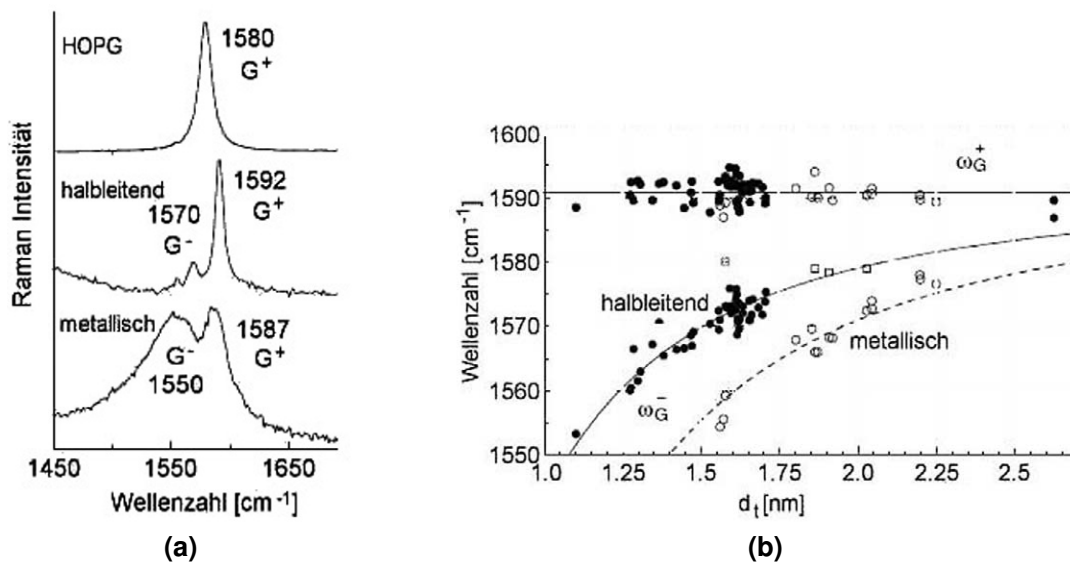 HOPG
1580
G+
halbleitend
1592
G+
1570
G-
metallisch
1587
G+
G-
1550
Raman Intensität
1450 1550 1650
Wellenzahl [cm-1]
(a)
1600
1590
1580
1570
1560
1550
Wellenzahl [cm-1]
ωG+
halbleitend
metallisch
ωG-
1.0 1.25 1.5 1.75 2.0 2.25 2.5
dt[nm]
(b)